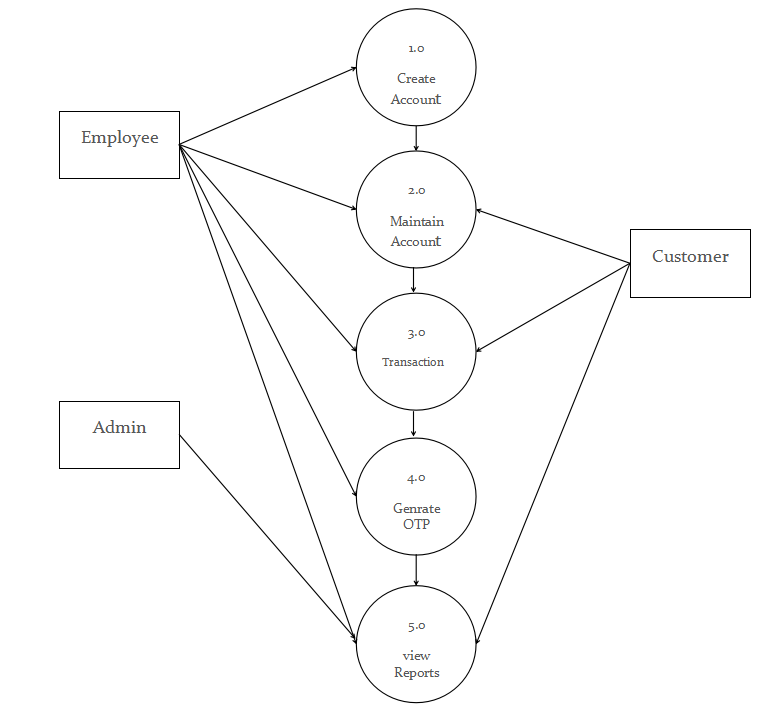 1.0
Create
Account
Employee
2.0
Maintain
Account
Customer
3.0
Transaction
Admin
4.0
Genrate
OTP
5.0
view
Reports